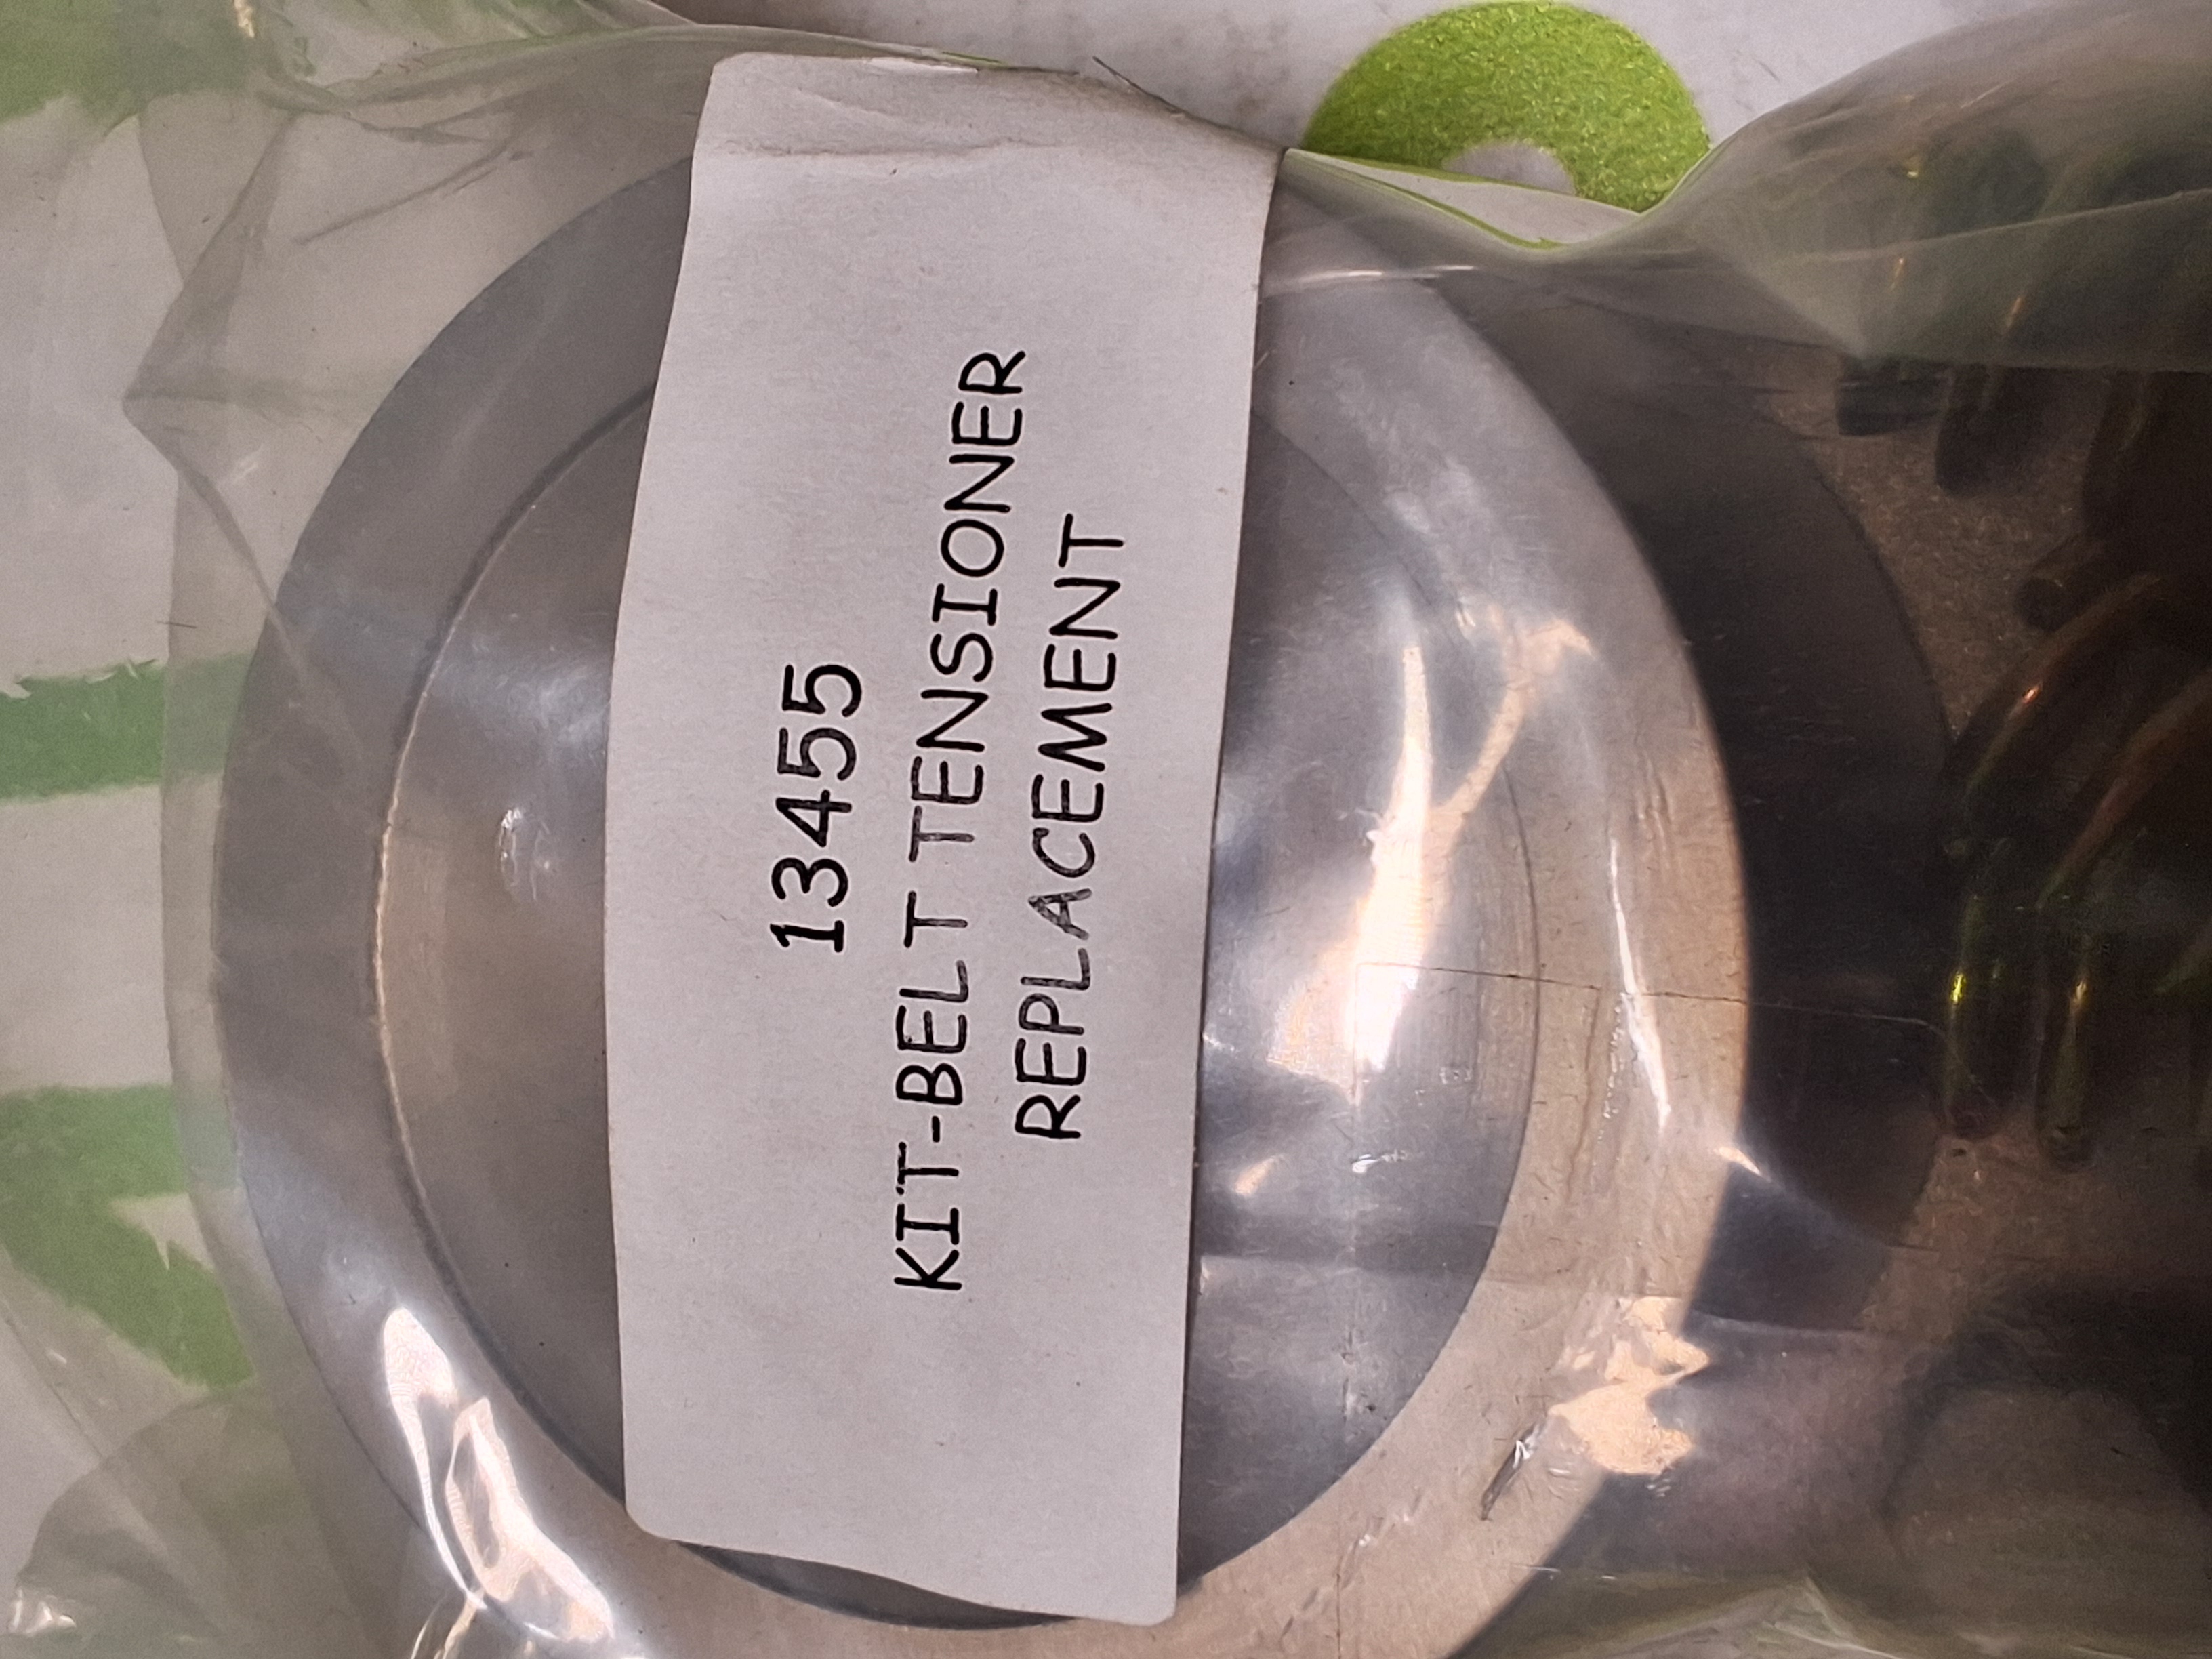 13455
KIT-BELT TENSIONER
REPLACEMENT